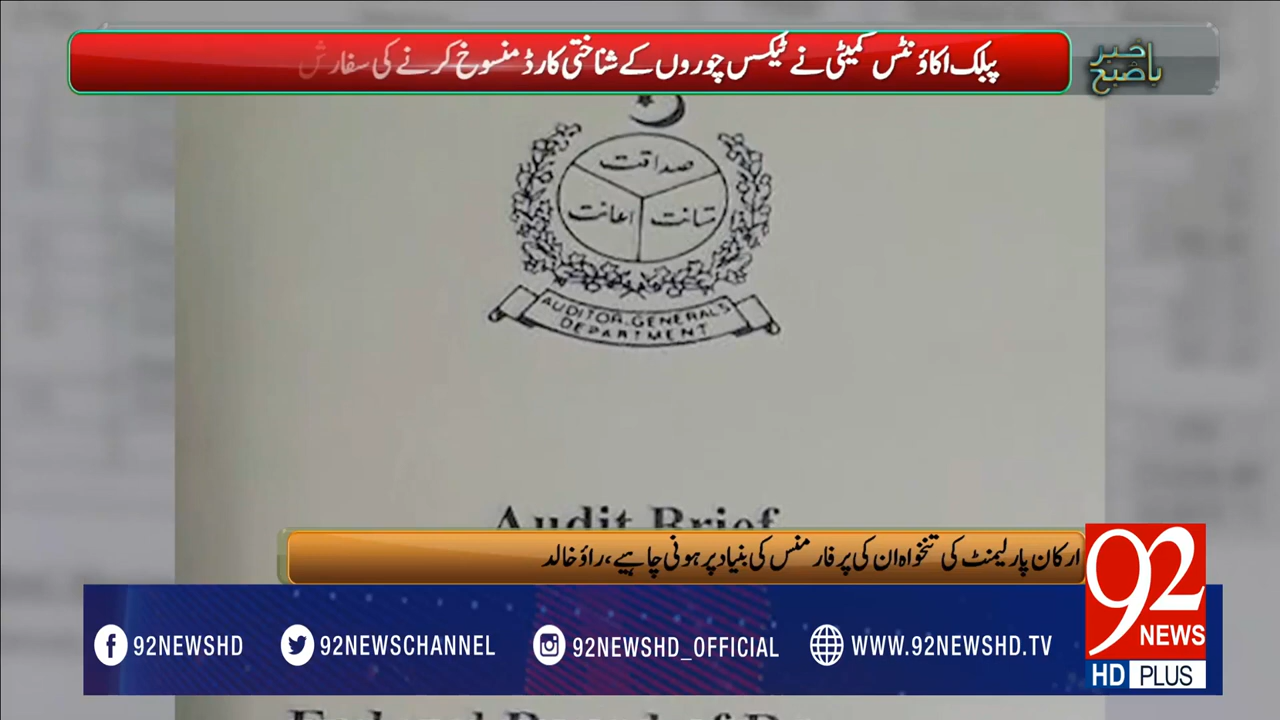 پبلک اکاؤنٹس کمیٹی نے ٹیکس چوروں کے شناختی کارڈ منسوخ کرنے کی سفارش
باخبر صبح
صداقت
اعانت
AUDITOR-GENERAL'S
DEPARTMENT
Audit Brief
ارکان پارلیمنٹ کی تنخواہ ان کی پرفارمنس کی بنیاد پر ہونی چاہیے، راؤ خالد
92NEWSHD
92NEWSCHANNEL
92NEWSHD_OFFICIAL
WWW.92NEWSHD.TV
92
NEWS
HD PLUS